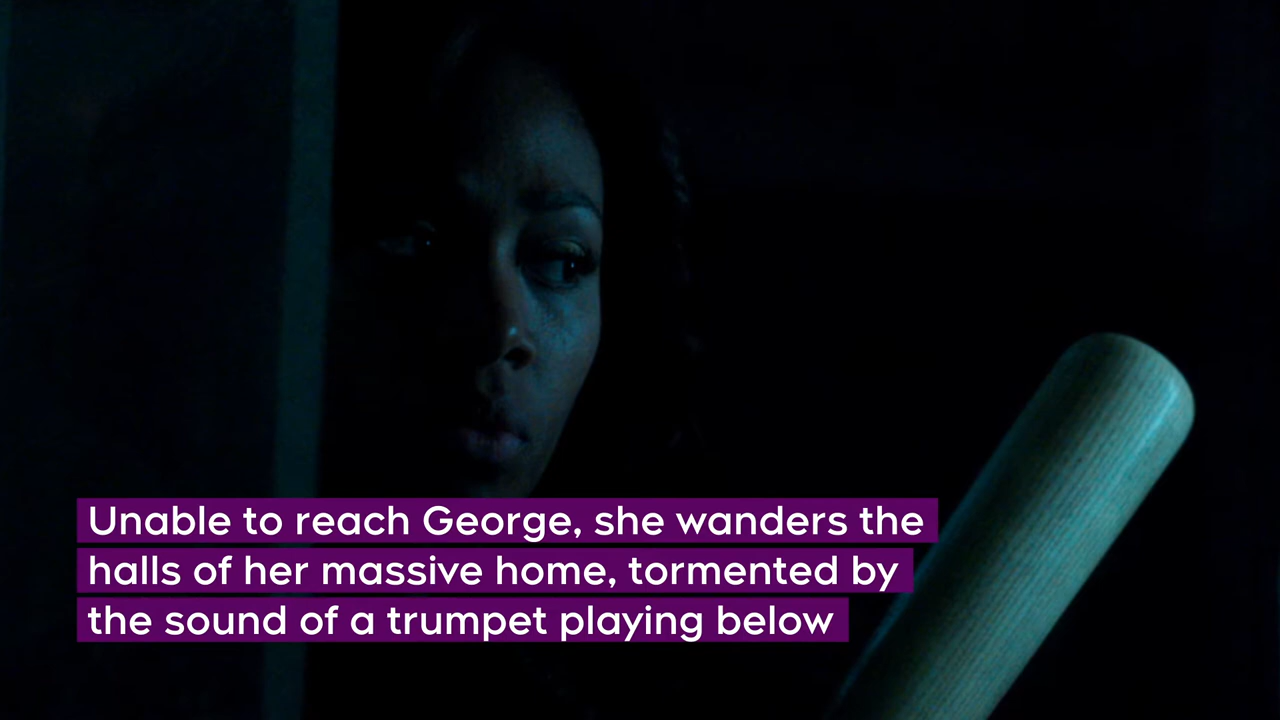 Unable to reach George, she wanders the
halls of her massive home, tormented by
the sound of a trumpet playing below